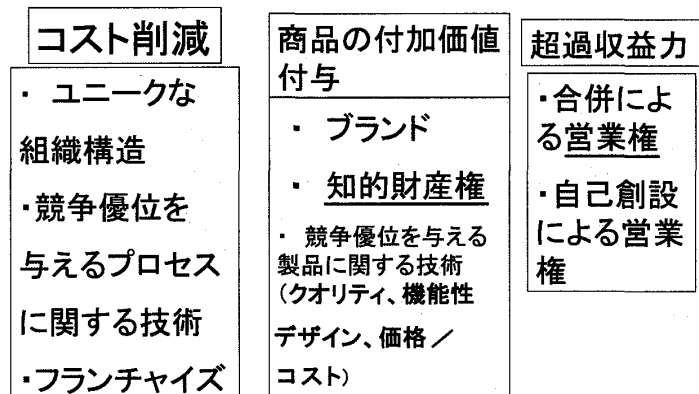 コスト削減
・ ユニークな
組織構造
・競争優位を
与えるプロセス
に関する技術
・フランチャイズ
商品の付加価値
付与
・ ブランド
・ 知的財産権
・ 競争優位を与える
製品に関する技術
(クオリティ、機能性
デザイン、価格／
コスト)
超過収益力
・合併によ
る営業権
・自己創設
による営業
権